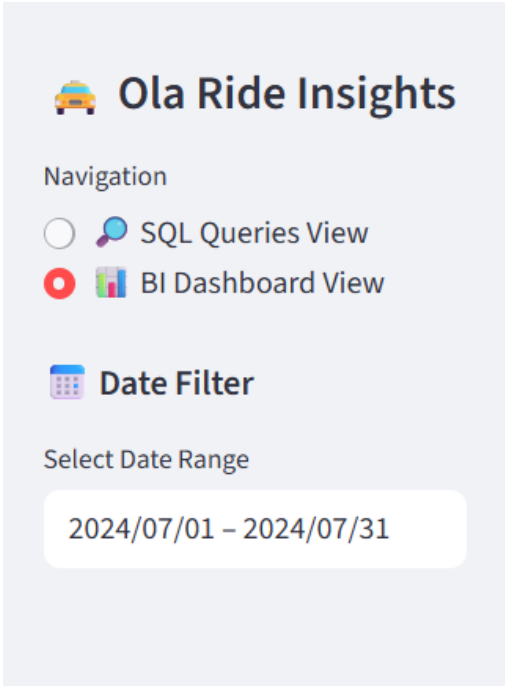 Ola Ride Insights
Navigation
SQL Queries View
BI Dashboard View
Date Filter
Select Date Range
2024/07/01 – 2024/07/31